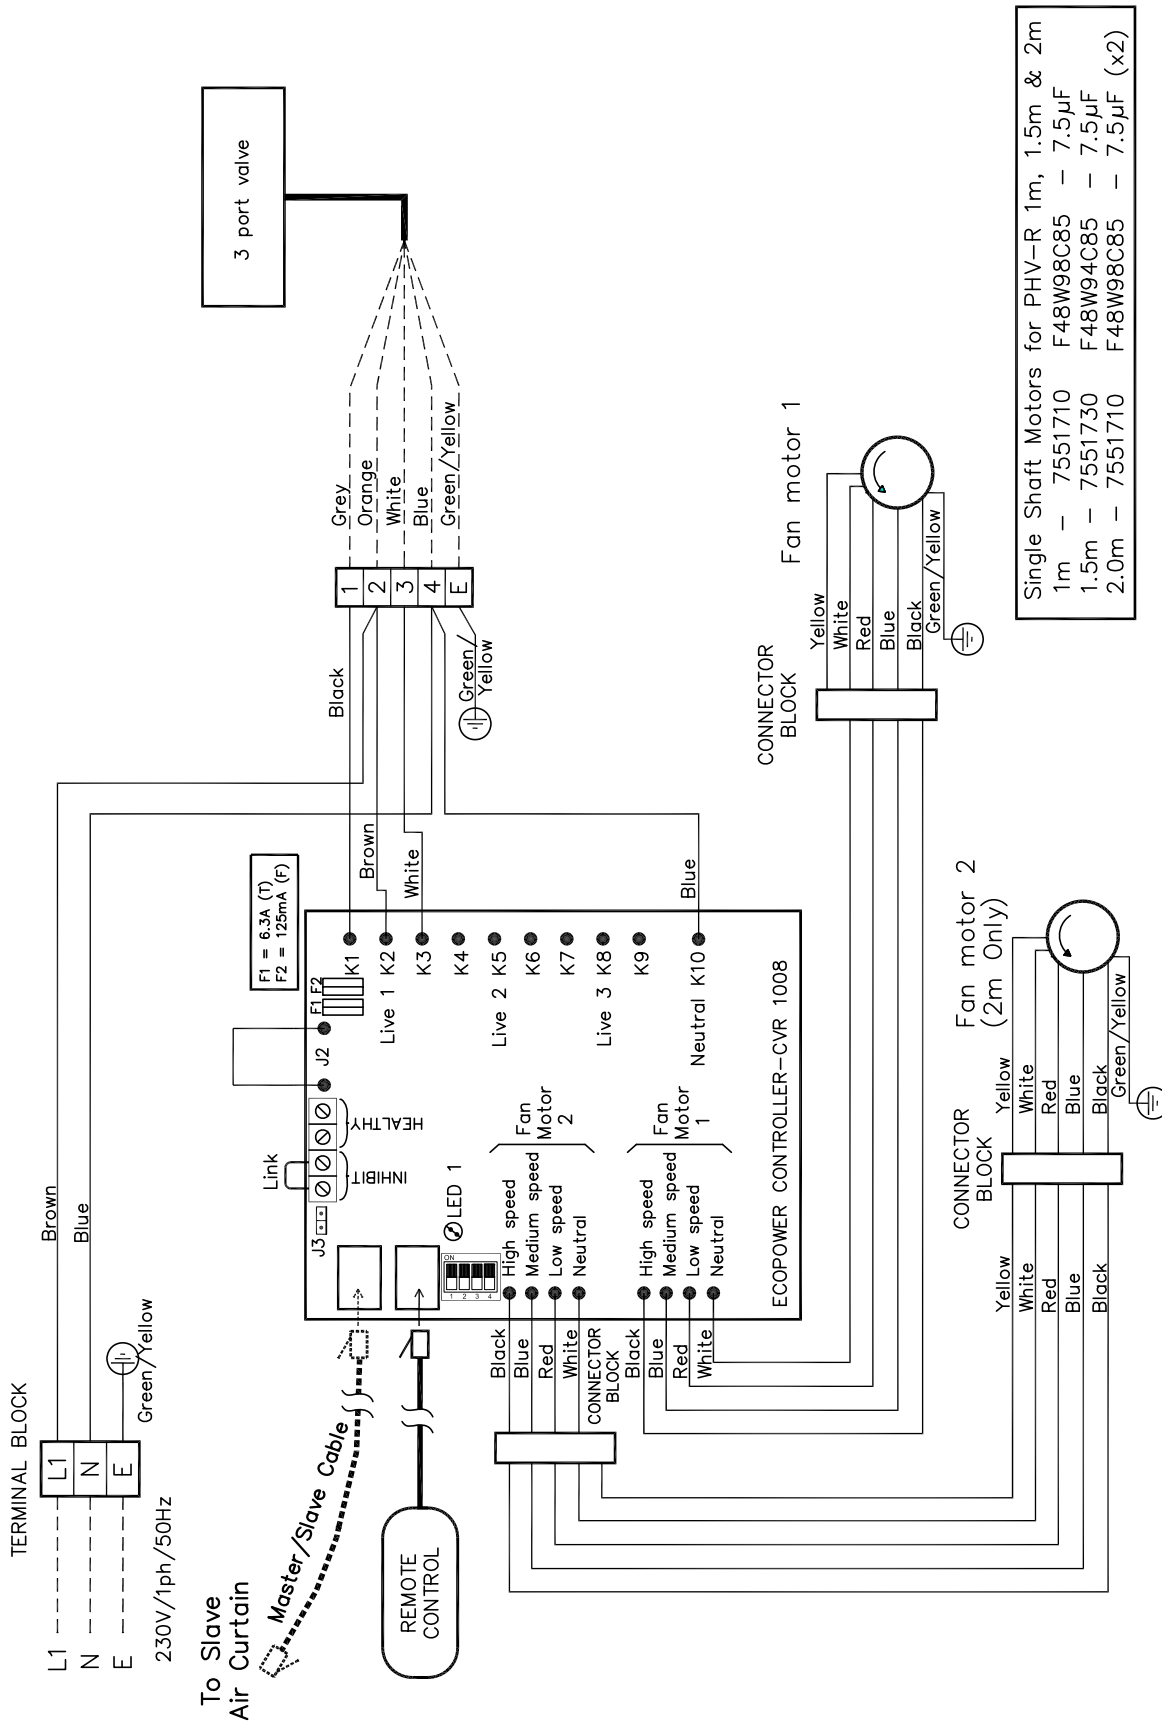 TERMINAL BLOCK
L1
N
E
L1
N
E
230V/1ph/50Hz
Green/Yellow
Brown
Blue
To Slave
Air Curtain
Master/Slave Cable
REMOTE
CONTROL
F1 = 6.3A (T)
F2 = 125mA (F)
Link
J3
INHIBIT
HEALTHY
J2
F1
F2
LED 1
ON
1 2 3 4
K1
Live 1 K2
K3
K4
Live 2 K5
K6
K7
Live 3 K8
K9
Neutral K10
High speed
Medium speed
Low speed
Neutral
Fan
Motor
2
High speed
Medium speed
Low speed
Neutral
Fan
Motor
1
ECOPOWER CONTROLLER-CVR 1008
Black
Blue
Red
White
CONNECTOR
BLOCK
Black
Blue
Red
White
Black
Brown
White
Blue
Green/
Yellow
1
2
3
4
E
Grey
Orange
White
Blue
Green/Yellow
3 port valve
CONNECTOR
BLOCK
Yellow
White
Red
Blue
Black
Green/Yellow
Fan motor 1
Yellow
White
Red
Blue
Black
CONNECTOR
BLOCK
Yellow
White
Red
Blue
Black
Green/Yellow
Fan motor 2
(2m Only)
Single Shaft Motors for PHV-R 1m, 1.5m & 2m
1m - 7551710 F48W98C85 - 7.5µF
1.5m - 7551730 F48W94C85 - 7.5µF
2.0m - 7551710 F48W98C85 - 7.5µF (x2)